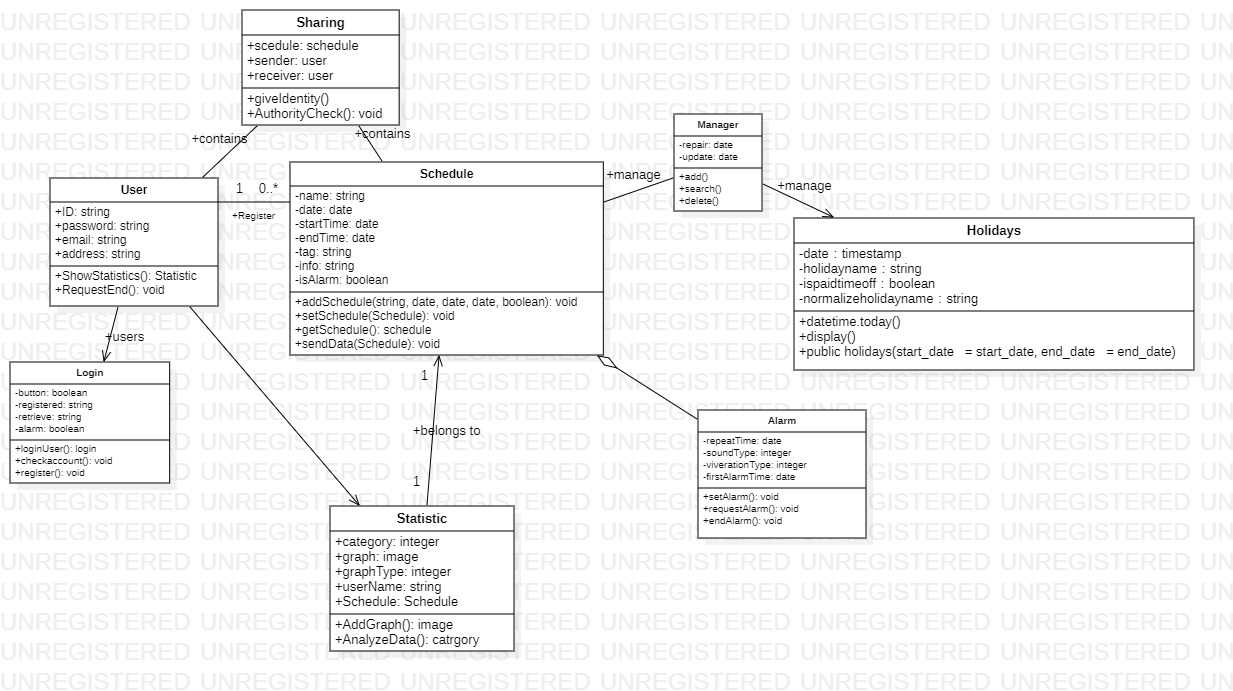 Sharing
+scedule: schedule
+sender: user
+receiver: user
+giveIdentity()
+AuthorityCheck(): void
+contains
+contains
User
+ID: string
+password: string
+email: string
+address: string
+ShowStatistics(): Statistic
+RequestEnd(): void
1 0..*
+Register
Schedule
-name: string
-date: date
-startTime: date
-endTime: date
-tag: string
-info: string
-isAlarm: boolean
+addSchedule(string, date, date, date, boolean): void
+setSchedule(Schedule): void
+getSchedule(): schedule
+sendData(Schedule): void
+manage
Manager
-repair: date
-update: date
+add()
+search()
+delete()
+manage
Holidays
-date : timestamp
-holidayname : string
-ispaidtimeoff : boolean
-normalizeholidayname : string
+datetime.today()
+display()
+public holidays(start_date = start_date, end_date = end_date)
+users
Login
-button: boolean
-registered: string
-retrieve: string
-alarm: boolean
+loginUser(): login
+checkaccount(): void
+register(): void
1
+belongs to
1
Alarm
-repeatTime: date
-soundType: integer
-viverationType: integer
-firstAlarmTime: date
+setAlarm(): void
+requestAlarm(): void
+endAlarm(): void
Statistic
+category: integer
+graph: image
+graphType: integer
+userName: string
+Schedule: Schedule
+AddGraph(): image
+AnalyzeData(): catrgory
UNREGISTERED